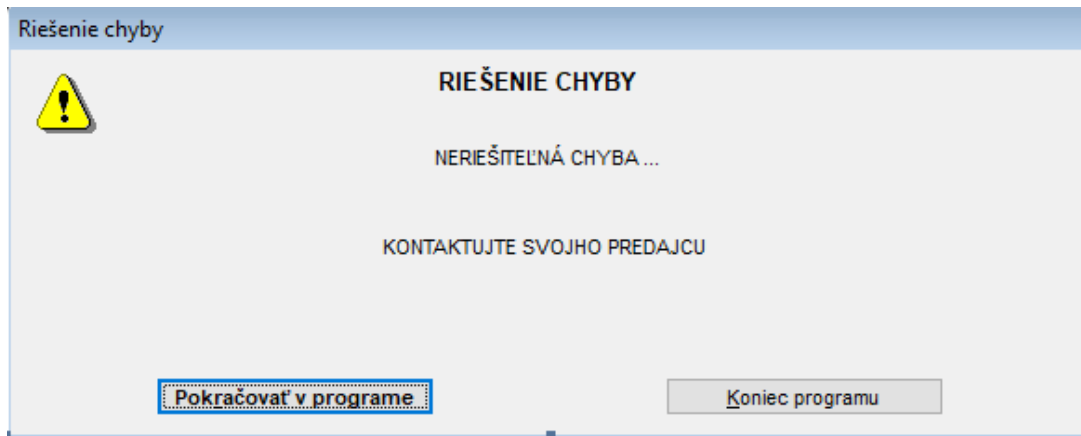 Riešenie chyby
RIEŠENIE CHYBY
NERIEŠITEĽNÁ CHYBA ...
KONTAKTUJTE SVOJHO PREDAJCU
Pokračovať v programe
Koniec programu